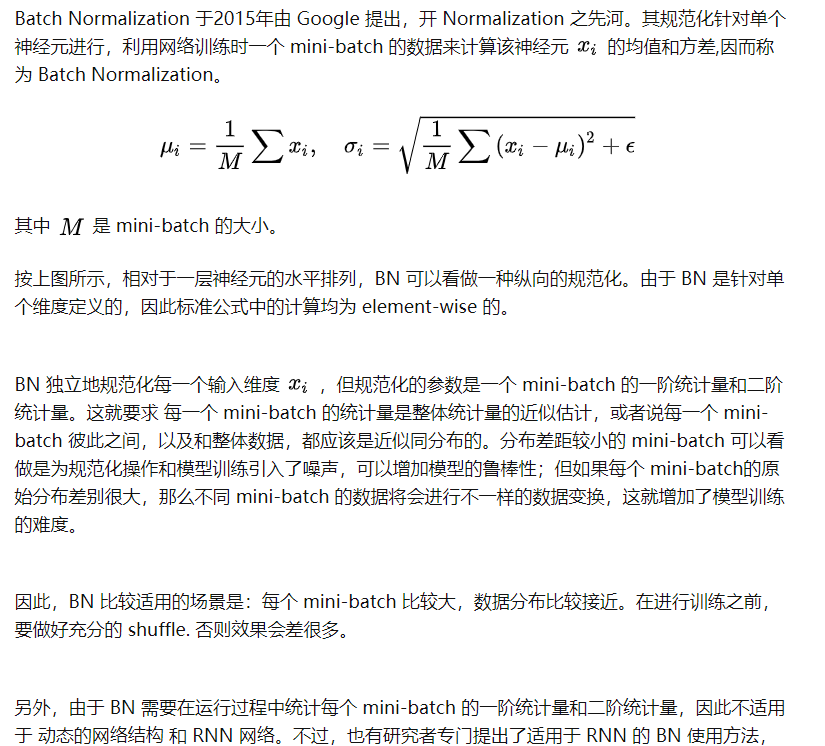 Batch Normalization 于2015年由 Google 提出，开 Normalization 之先河。其规范化针对单个
神经元进行，利用网络训练时一个 mini-batch 的数据来计算该神经元 xᵢ 的均值和方差,因而称
为 Batch Normalization。
μᵢ = 1/M ∑ xᵢ, σᵢ = √(1/M ∑ (xᵢ − μᵢ)² + ϵ)
其中 M 是 mini-batch 的大小。
按上图所示，相对于一层神经元的水平排列，BN 可以看做一种纵向的规范化。由于 BN 是针对单
个维度定义的，因此标准公式中的计算均为 element-wise 的。
BN 独立地规范化每一个输入维度 xᵢ ，但规范化的参数是一个 mini-batch 的一阶统计量和二阶
统计量。这就要求 每一个 mini-batch 的统计量是整体统计量的近似估计，或者说每一个 mini-
batch 彼此之间，以及和整体数据，都应该是近似同分布的。分布差距较小的 mini-batch 可以看
做是为规范化操作和模型训练引入了噪声，可以增加模型的鲁棒性；但如果每个 mini-batch的原
始分布差别很大，那么不同 mini-batch 的数据将会进行不一样的数据变换，这就增加了模型训练
的难度。
因此，BN 比较适用的场景是：每个 mini-batch 比较大，数据分布比较接近。在进行训练之前，
要做好充分的 shuffle. 否则效果会差很多。
另外，由于 BN 需要在运行过程中统计每个 mini-batch 的一阶统计量和二阶统计量，因此不适用
于 动态的网络结构 和 RNN 网络。不过，也有研究者专门提出了适用于 RNN 的 BN 使用方法，